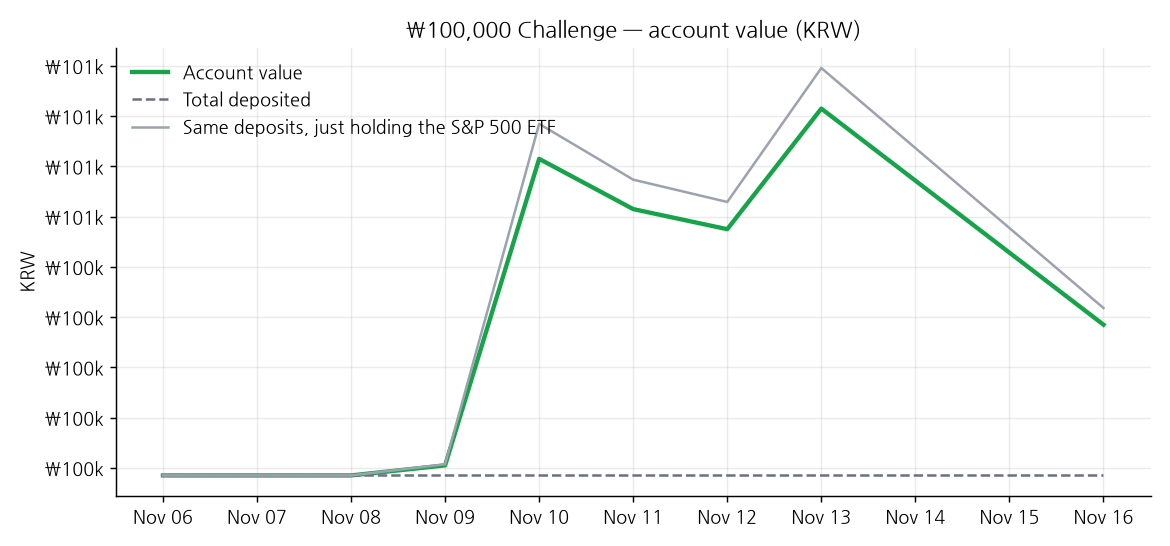 ₩100,000 Challenge — account value (KRW)
₩101k
₩101k
₩101k
₩101k
₩100k
₩100k
₩100k
₩100k
₩100k
KRW
Account value
Total deposited
Same deposits, just holding the S&P 500 ETF
Nov 06 Nov 07 Nov 08 Nov 09 Nov 10 Nov 11 Nov 12 Nov 13 Nov 14 Nov 15 Nov 16